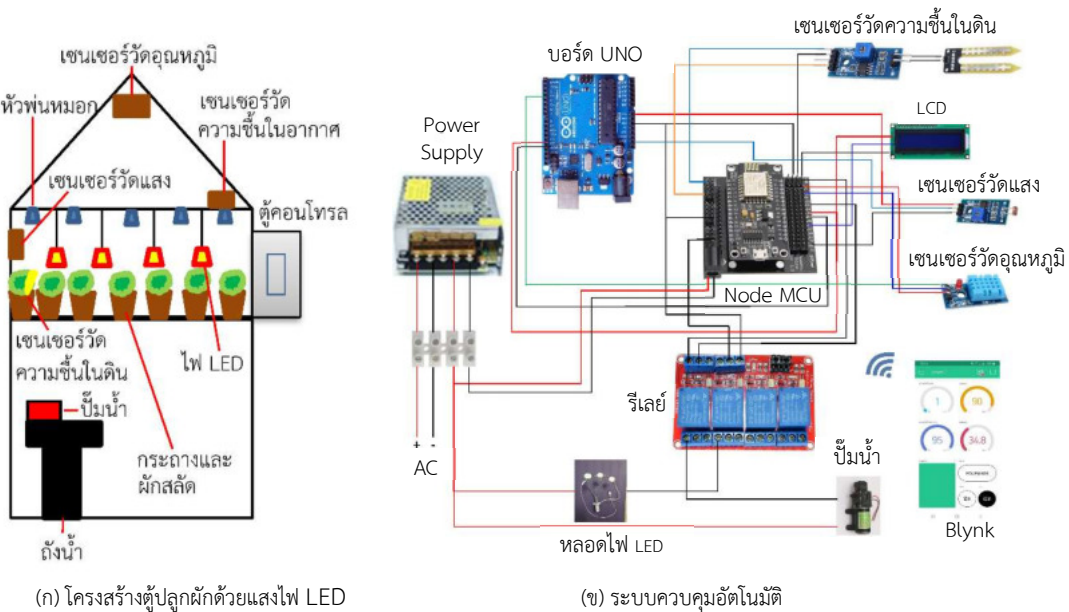 เซนเซอร์วัดอุณหภูมิ
หัวพ่นหมอก
เซนเซอร์วัด
ความชื้นในอากาศ
เซนเซอร์วัดแสง
ตู้คอนโทรล
เซนเซอร์วัด
ความชื้นในดิน
ไฟ LED
ปั๊มน้ำ
กระถางและ
ผักสลัด
ถังน้ำ
(ก) โครงสร้างตู้ปลูกผักด้วยแสงไฟ LED
เซนเซอร์วัดความชื้นในดิน
บอร์ด UNO
Power
Supply
LCD
เซนเซอร์วัดแสง
เซนเซอร์วัดอุณหภูมิ
Node MCU
รีเลย์
+ -
AC
ปั๊มน้ำ
หลอดไฟ LED
1
90
95
34.8
Blynk
(ข) ระบบควบคุมอัตโนมัติ